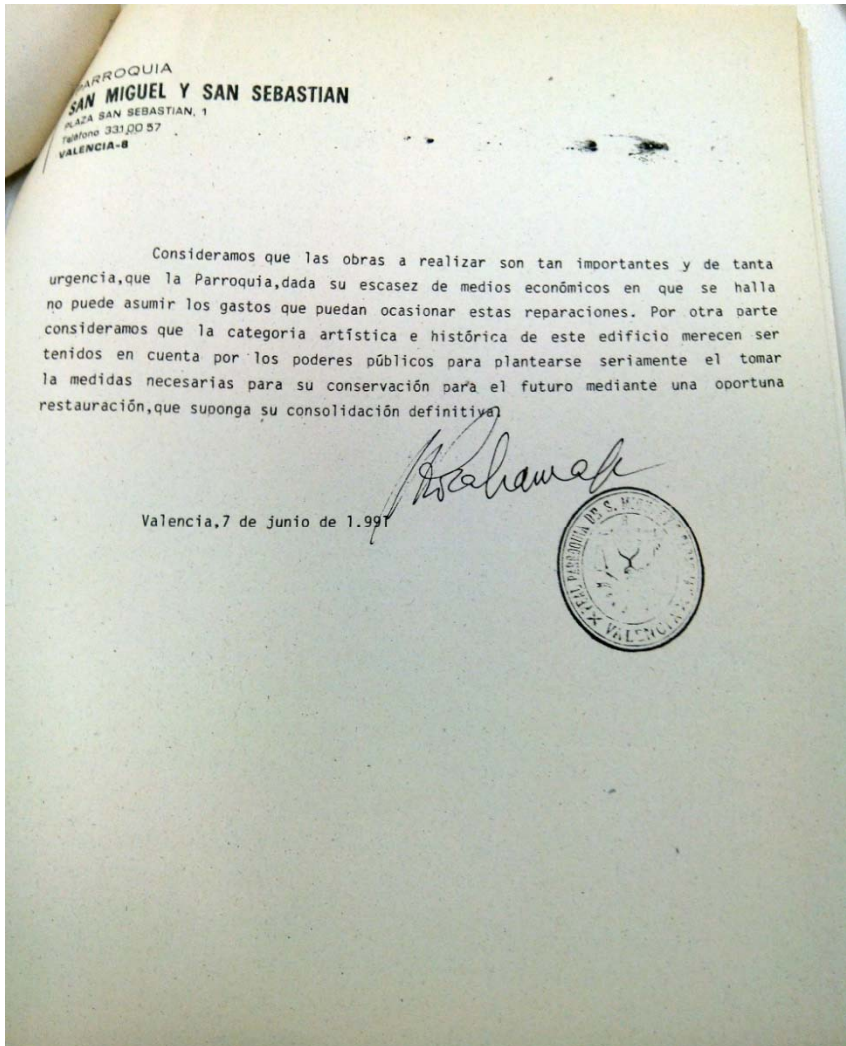 PARROQUIA
SAN MIGUEL Y SAN SEBASTIAN
PLAZA SAN SEBASTIAN, 1
Teléfono 331 00 57
VALENCIA-8
Consideramos que las obras a realizar son tan importantes y de tanta
urgencia,que la Parroquia,dada su escasez de medios económicos en que se halla
no puede asumir los gastos que puedan ocasionar estas reparaciones. Por otra parte
consideramos que la categoria artística e histórica de este edificio merecen ser
tenidos en cuenta por los poderes públicos para plantearse seriamente el tomar
la medidas necesarias para su conservación para el futuro mediante una oportuna
restauración,que suponga su consolidación definitiva
Valencia,7 de junio de 1.991
PARROQUIA DE S. VALENCIA